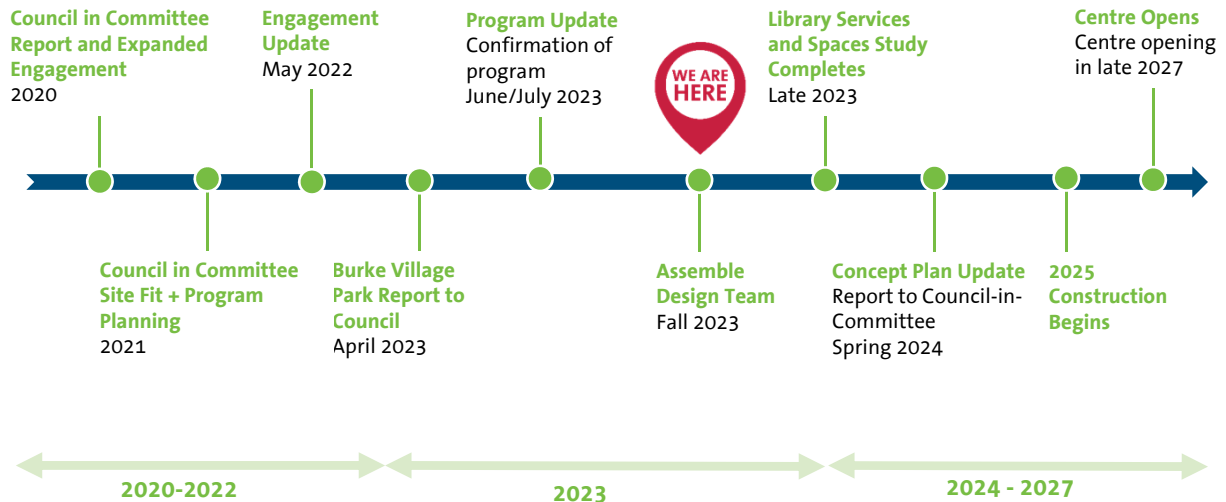 Council in Committee
Report and Expanded
Engagement
2020
Engagement
Update
May 2022
Program Update
Confirmation of
program
June/July 2023
WE ARE
HERE
Library Services
and Spaces Study
Completes
Late 2023
Centre Opens
Centre opening
in late 2027
Council in Committee
Site Fit + Program
Planning
2021
Burke Village
Park Report to
Council
April 2023
Assemble
Design Team
Fall 2023
Concept Plan Update
Report to Council-in-
Committee
Spring 2024
2025
Construction
Begins
2020-2022
2023
2024 - 2027